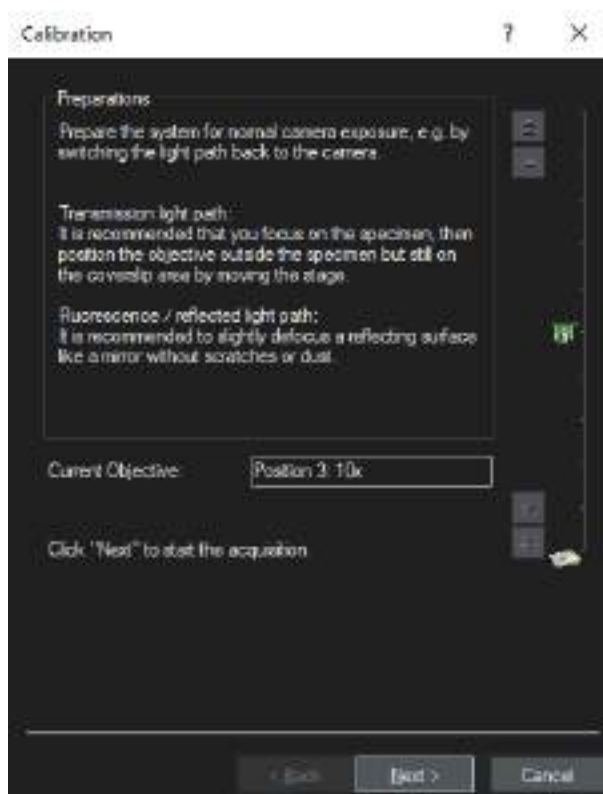 Calibration
Preparations
Prepare the system for normal camera exposure, e.g. by
switching the light path back to the camera.
Transmission light path:
It is recommended that you focus on the specimen, then
position the objective outside the specimen but still on
the coverslip area by moving the stage.
Fluorescence / reflected light path:
It is recommended to slightly defocus a reflecting surface
like a mirror without scratches or dust.
Current Objective:
Position 3: 10x
Click "Next" to start the acquisition
< Back
Next >
Cancel